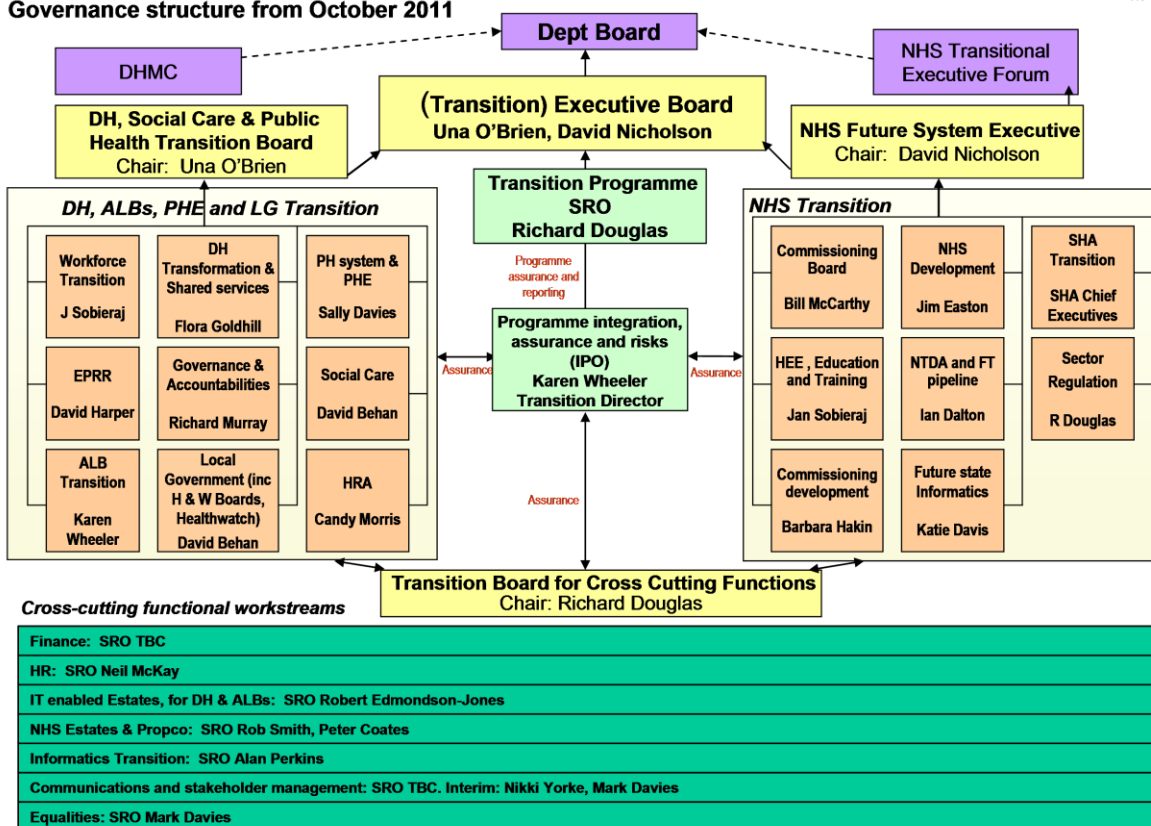 Governance structure from October 2011
Dept Board
DHMC
NHS Transitional
Executive Forum
(Transition) Executive Board
Una O'Brien, David Nicholson
DH, Social Care & Public
Health Transition Board
Chair: Una O'Brien
NHS Future System Executive
Chair: David Nicholson
Transition Programme
SRO
Richard Douglas
DH, ALBs, PHE and LG Transition
Workforce
Transition
J Sobieraj
DH
Transformation &
Shared services
Flora Goldhill
PH system &
PHE
Sally Davies
EPRR
David Harper
Governance &
Accountabilities
Richard Murray
Social Care
David Behan
ALB
Transition
Karen
Wheeler
Local
Government (inc
H & W Boards,
Healthwatch)
David Behan
HRA
Candy Morris
Programme
assurance and
reporting
Programme integration,
assurance and risks
(IPO)
Karen Wheeler
Transition Director
Assurance
Assurance
Assurance
NHS Transition
Commissioning
Board
Bill McCarthy
NHS
Development
Jim Easton
SHA
Transition
SHA Chief
Executives
HEE , Education
and Training
Jan Sobieraj
NTDA and FT
pipeline
Ian Dalton
Sector
Regulation
R Douglas
Commissioning
development
Barbara Hakin
Future state
Informatics
Katie Davis
Transition Board for Cross Cutting Functions
Chair: Richard Douglas
Cross-cutting functional workstreams
Finance: SRO TBC
HR: SRO Neil McKay
IT enabled Estates, for DH & ALBs: SRO Robert Edmondson-Jones
NHS Estates & Propco: SRO Rob Smith, Peter Coates
Informatics Transition: SRO Alan Perkins
Communications and stakeholder management: SRO TBC. Interim: Nikki Yorke, Mark Davies
Equalities: SRO Mark Davies